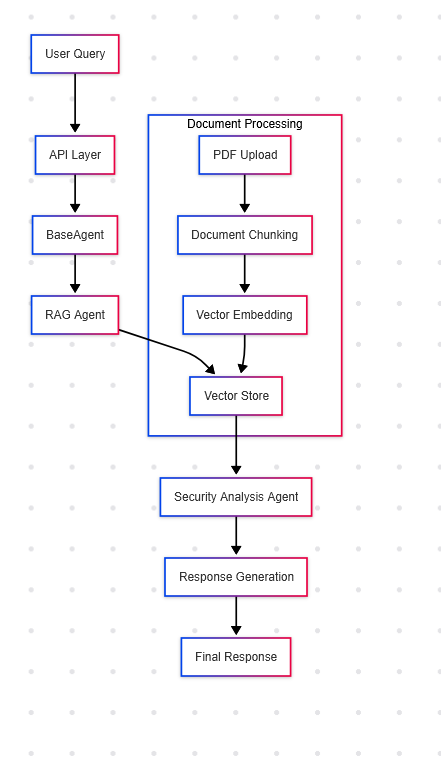 User Query
API Layer
BaseAgent
RAG Agent
Document Processing
PDF Upload
Document Chunking
Vector Embedding
Vector Store
Security Analysis Agent
Response Generation
Final Response